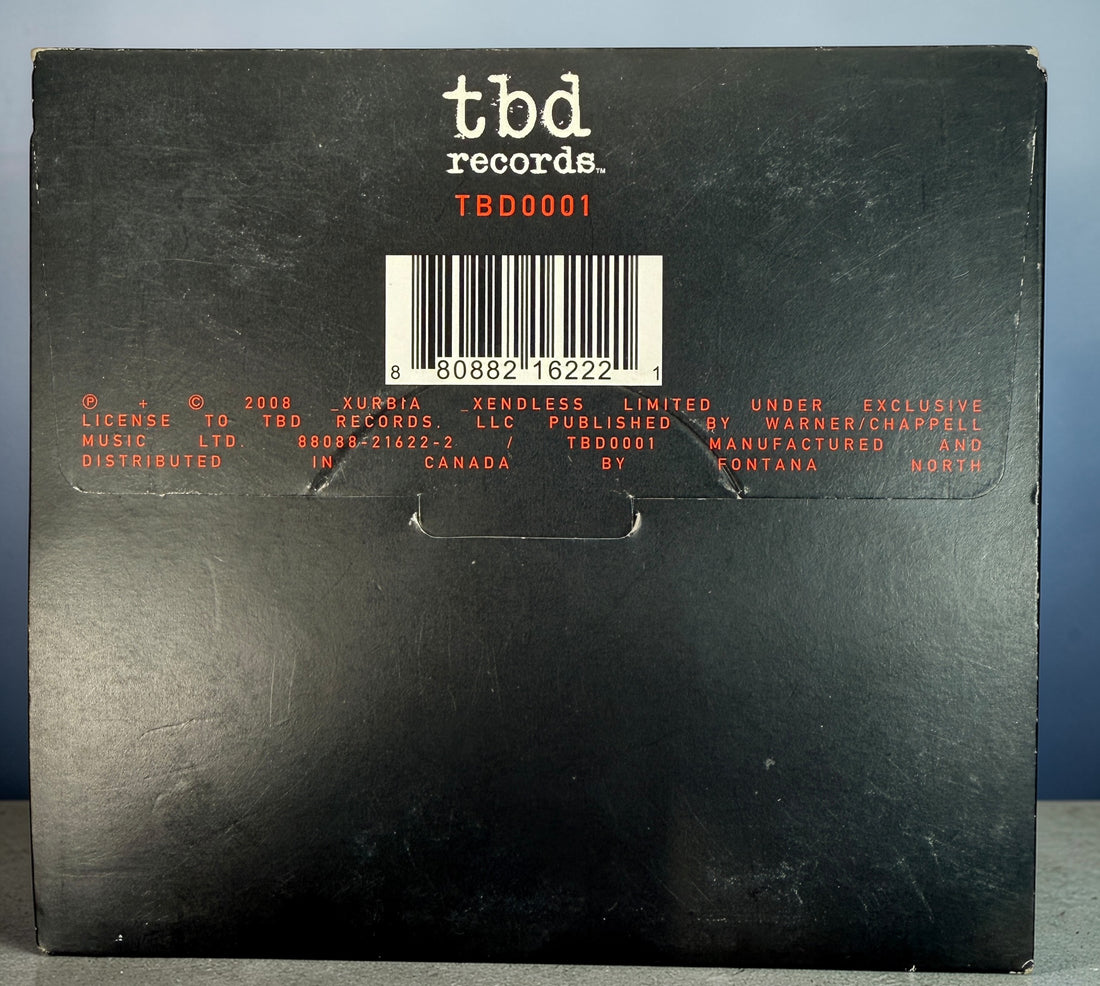 tbd
records™
TBD0001
8 80882 16222 1
℗ + © 2008 _XURBIA _XENDLESS LIMITED UNDER EXCLUSIVE
LICENSE TO TBD RECORDS. LLC PUBLISHED BY WARNER/CHAPPELL
MUSIC LTD. 88088-21622-2 / TBD0001 MANUFACTURED AND
DISTRIBUTED IN CANADA BY FONTANA NORTH